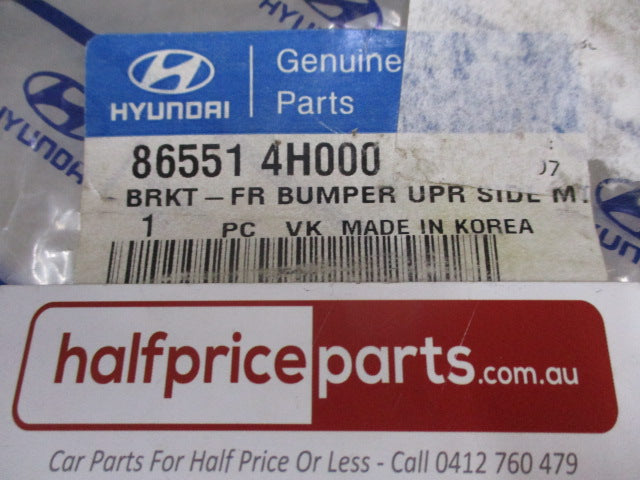 HYUNDAI
Genuine
Parts
86551 4H000
07
BRKT - FR BUMPER UPR SIDE M
1 PC VK MADE IN KOREA
halfpriceparts.com.au
Car Parts For Half Price Or Less - Call 0412 760 479